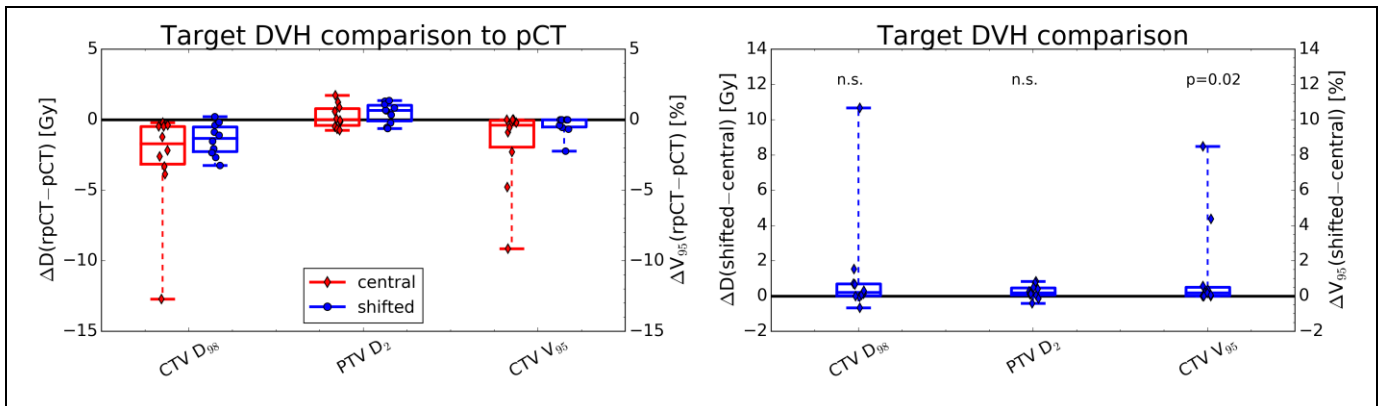 Target DVH comparison to pCT
5
0
−5
−10
−15
ΔD(rpCT−pCT) [Gy]
5
0
−5
−10
−15
ΔV₉₅(rpCT−pCT) [%]
central
shifted
CTV D₉₈
PTV D₂
CTV V₉₅
Target DVH comparison
14
12
10
8
6
4
2
0
−2
ΔD(shifted−central) [Gy]
n.s.
n.s.
p=0.02
14
12
10
8
6
4
2
0
−2
ΔV₉₅(shifted−central) [%]
CTV D₉₈
PTV D₂
CTV V₉₅